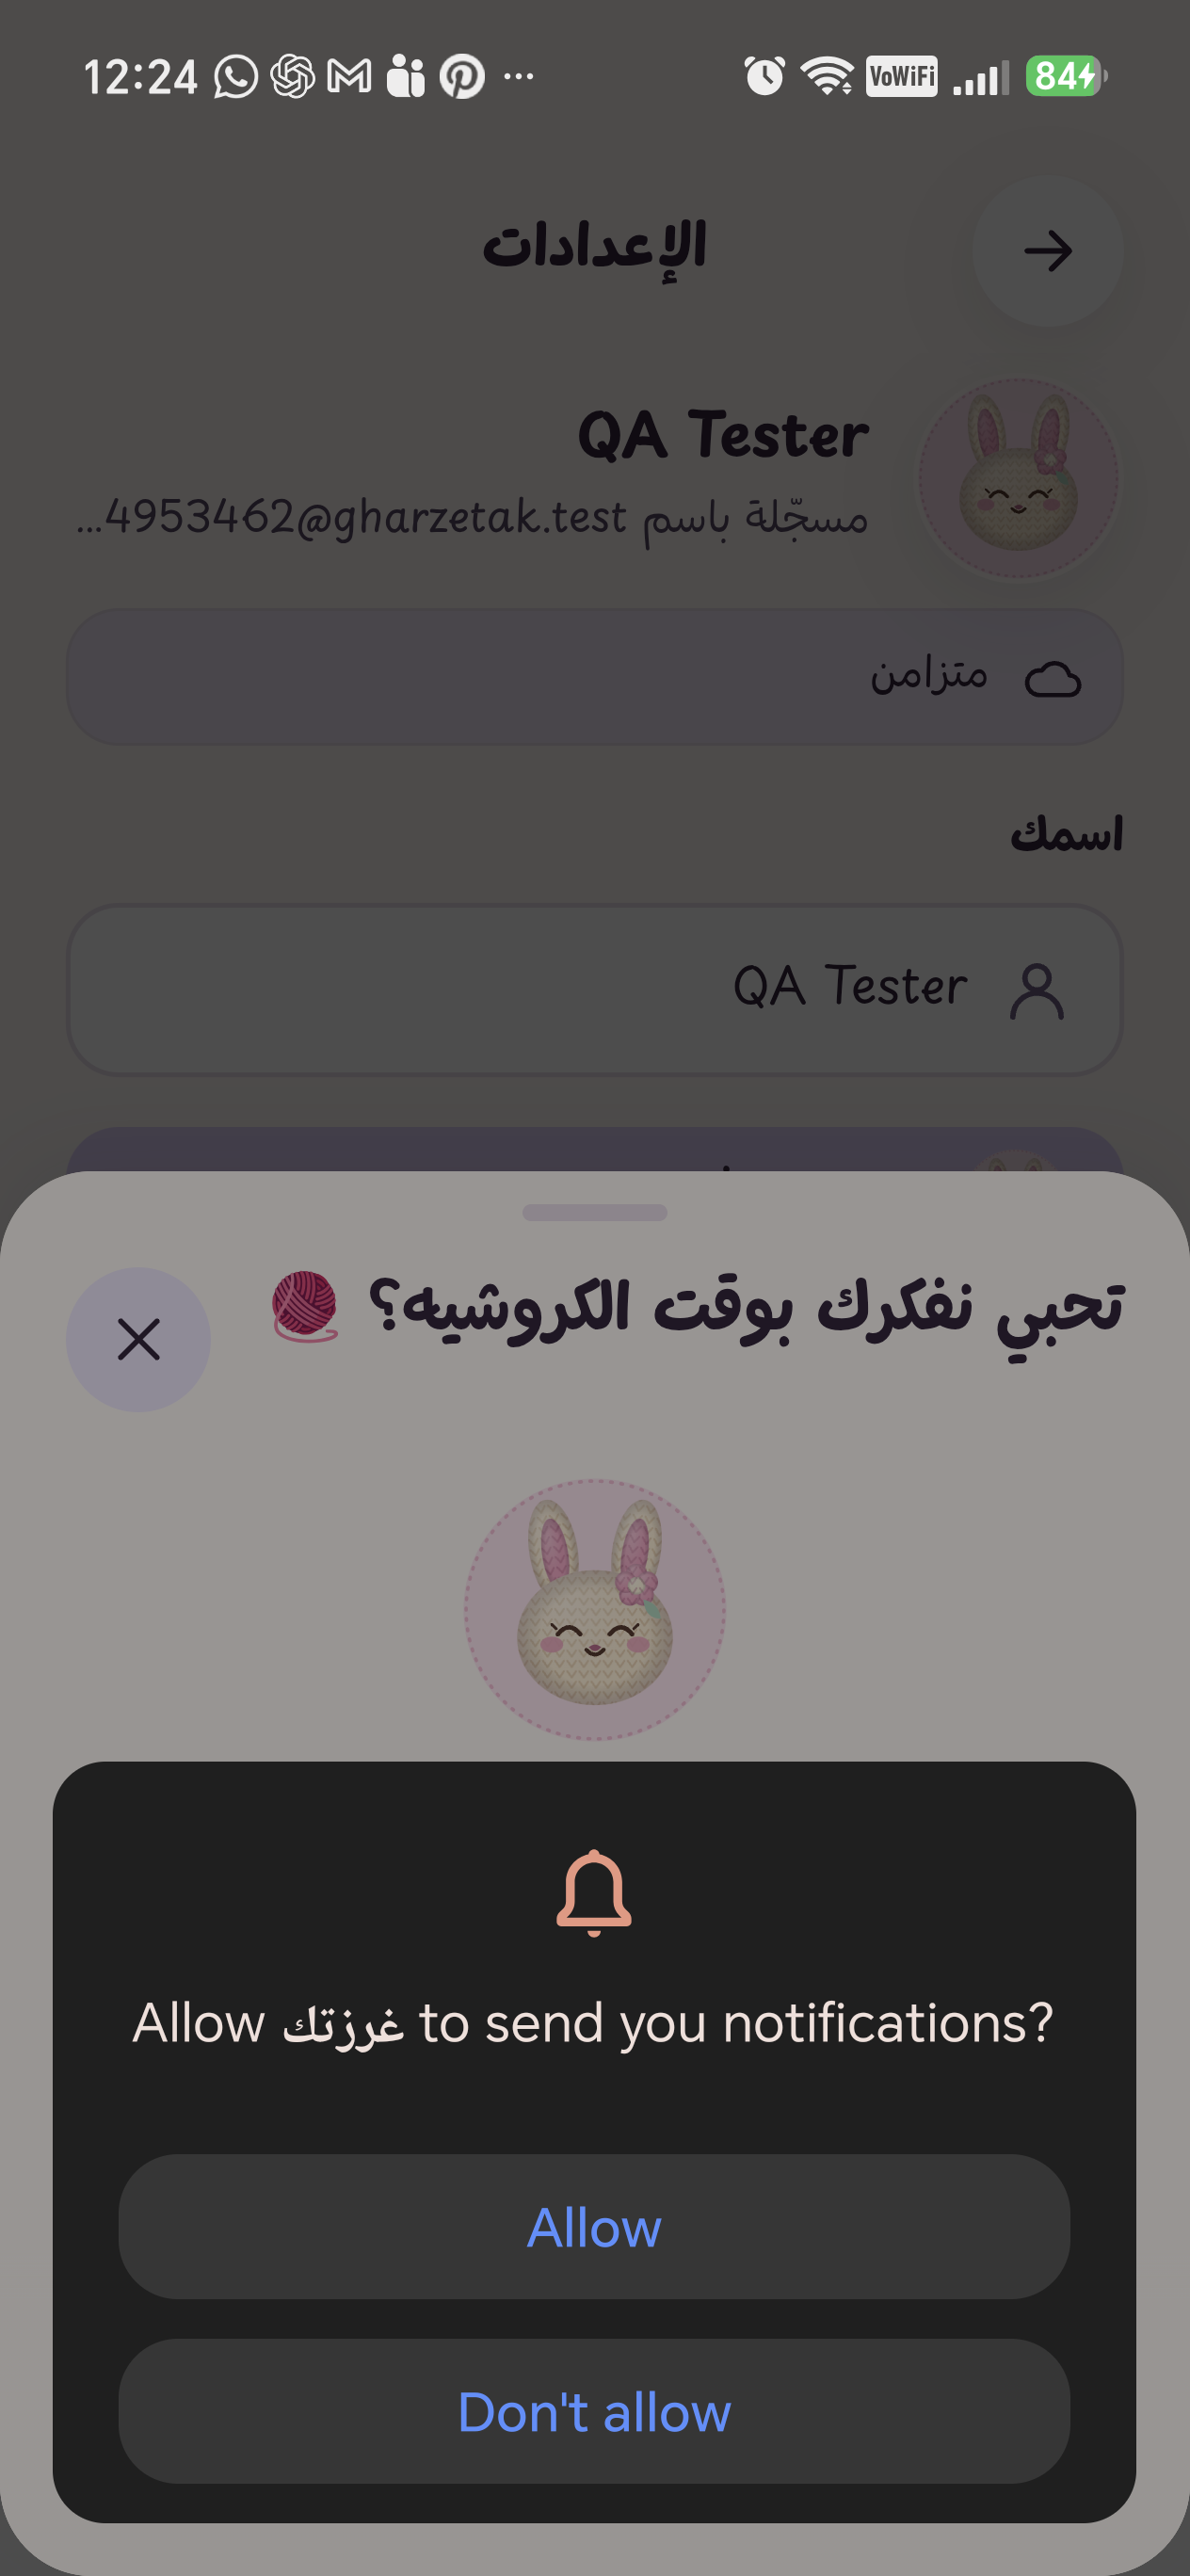 12:24
VoWiFi
84
الإعدادات
QA Tester
مسجّلة باسم 4953462@gharzetak.test...
متزامن
اسمك
QA Tester
تحبي نفكرك بوقت الكروشيه؟
Allow غرزتك to send you notifications?
Allow
Don't allow